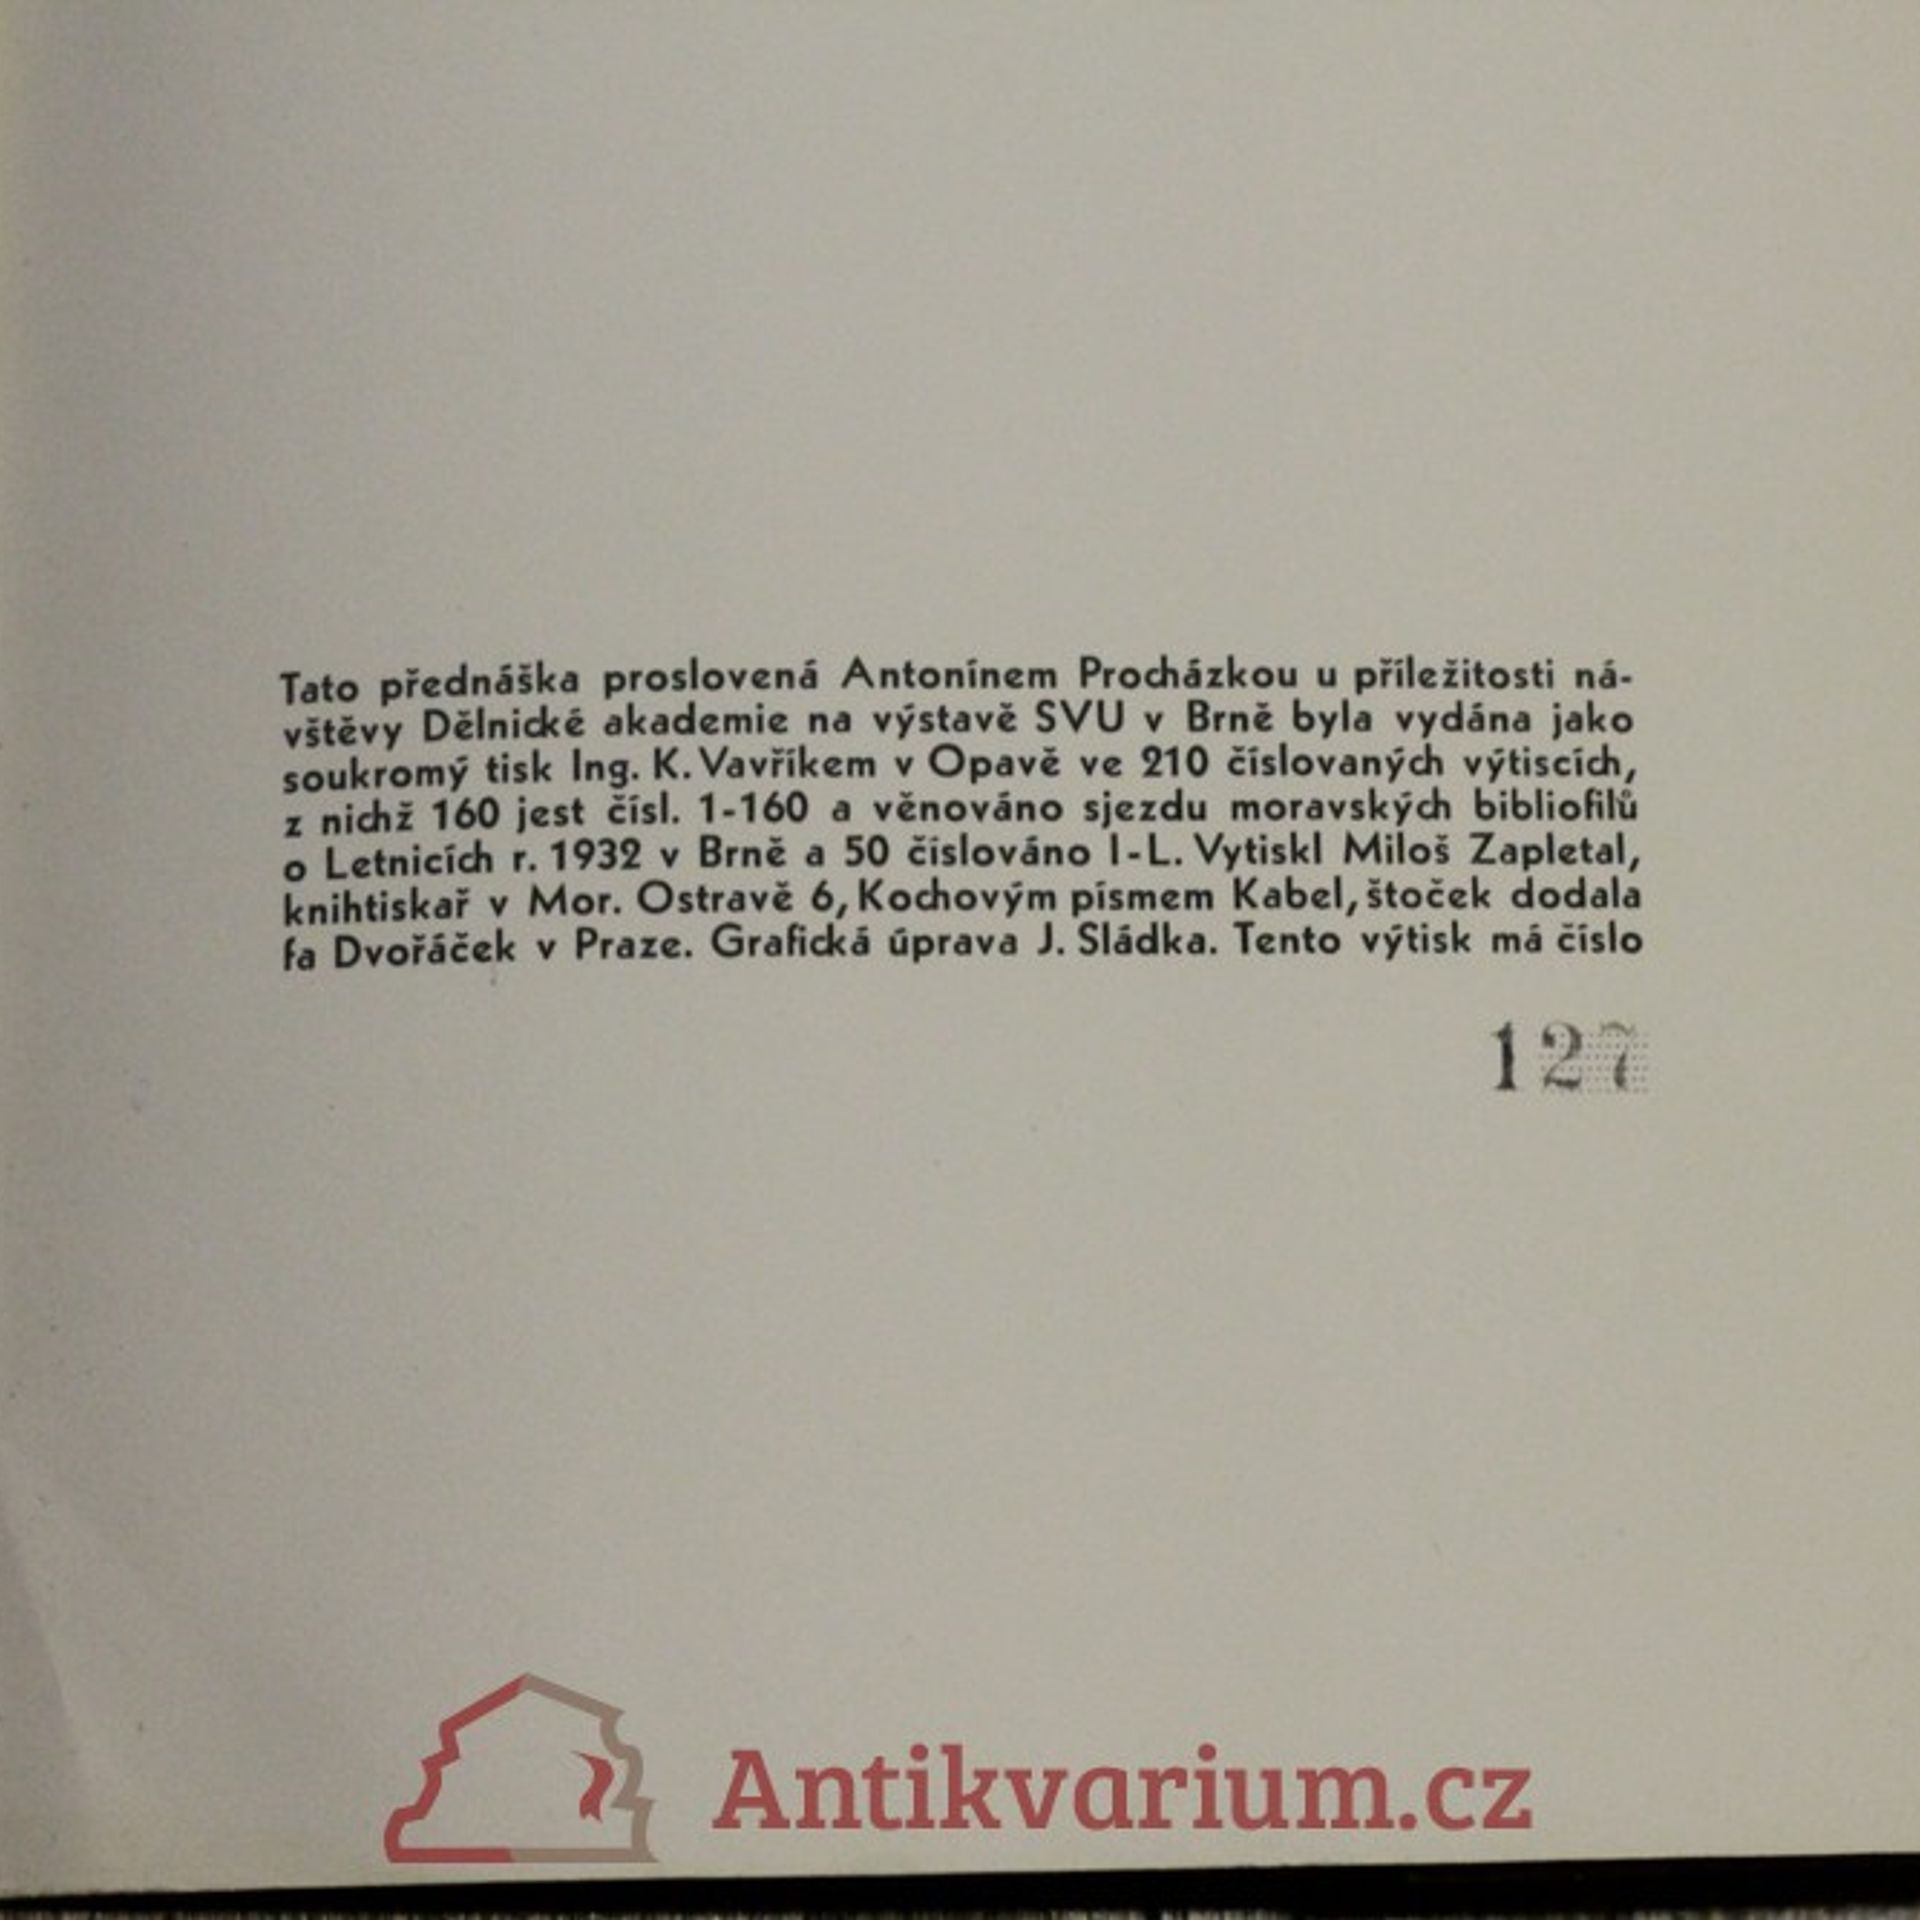 Tato přednáška proslovená Antonínem Procházkou u příležitosti ná-
vštěvy Dělnické akademie na výstavě SVU v Brně byla vydána jako
soukromý tisk Ing. K. Vavříkem v Opavě ve 210 číslovaných výtiscích,
z nichž 160 jest čísl. 1-160 a věnováno sjezdu moravských bibliofilů
o Letnicích r. 1932 v Brně a 50 číslováno I-L. Vytiskl Miloš Zapletal,
knihtiskař v Mor. Ostravě 6, Kochovým písmem Kabel, štoček dodala
fa Dvořáček v Praze. Grafická úprava J. Sládka. Tento výtisk má číslo
127
Antikvarium.cz